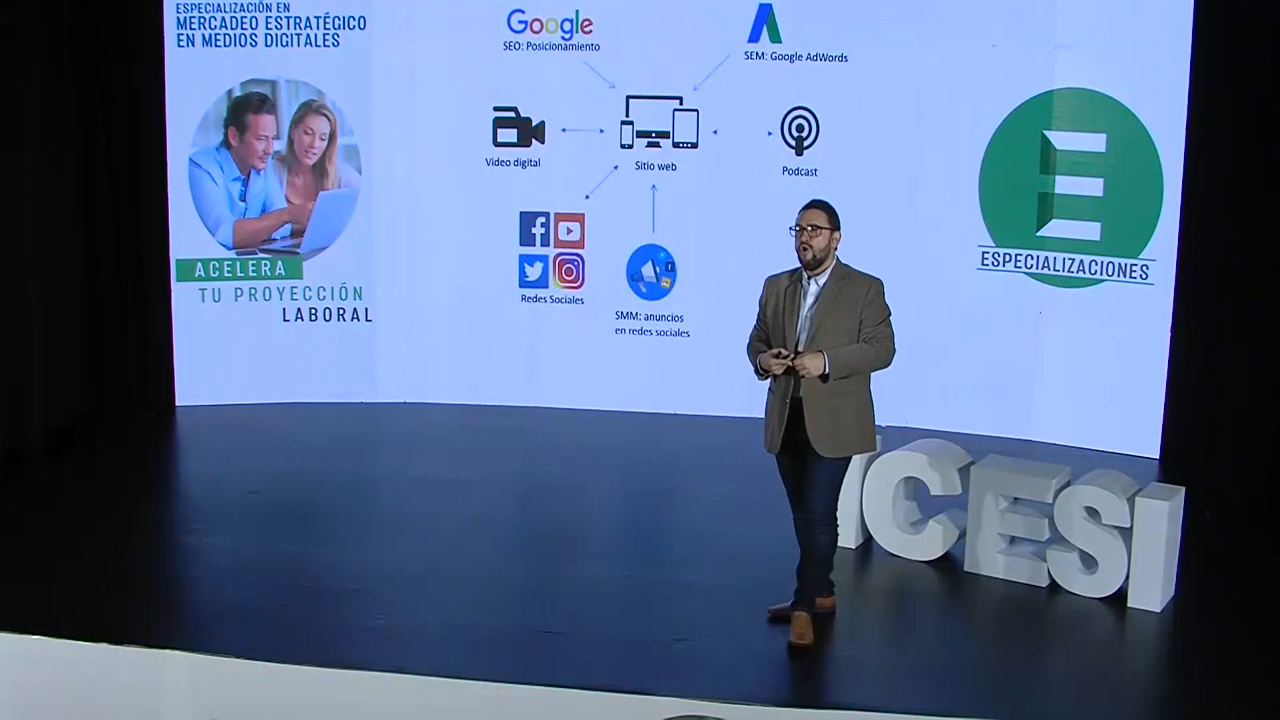 ESPECIALIZACIÓN EN
MERCADEO ESTRATÉGICO
EN MEDIOS DIGITALES
ACELERA
TU PROYECCIÓN
LABORAL
Google
SEO: Posicionamiento
SEM: Google AdWords
Video digital
Sitio web
Podcast
Redes Sociales
SMM: anuncios
en redes sociales
E
ESPECIALIZACIONES
ICESI